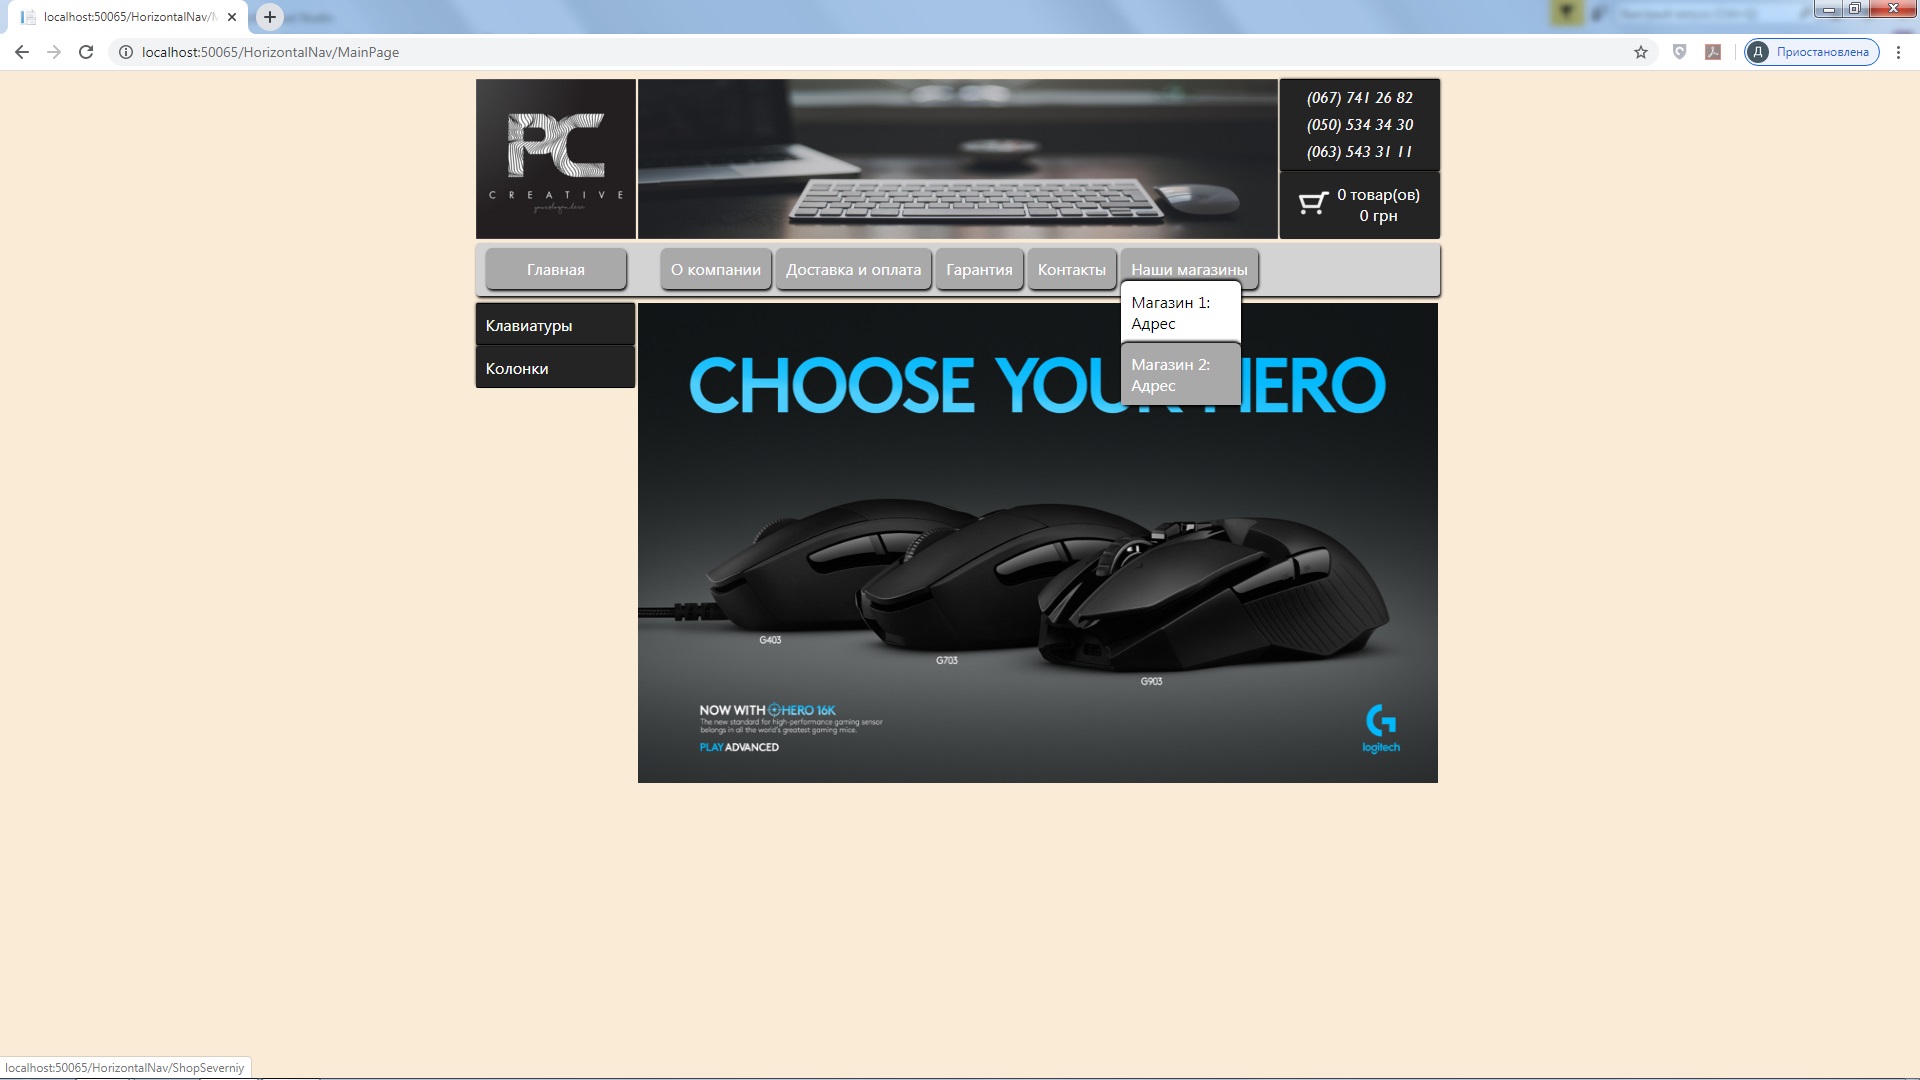 localhost:50065/HorizontalNav/M
localhost:50065/HorizontalNav/MainPage
Д
Приостановлена
PC
CREATIVE
(067) 741 26 82
(050) 534 34 30
(063) 543 31 11
0 товар(ов)
0 грн
Главная
О компании
Доставка и оплата
Гарантия
Контакты
Наши магазины
Магазин 1:
Адрес
Магазин 2:
Адрес
Клавиатуры
Колонки
CHOOSE YOUR HERO
G403
G703
G903
NOW WITH HERO 16K
The new standard for high-performance gaming sensor
belongs in all the world's greatest gaming mice.
PLAY ADVANCED
logitech
localhost:50065/HorizontalNav/ShopSeverniy